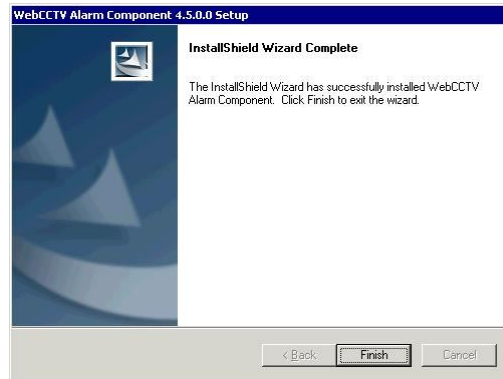 WebCCTV Alarm Component 4.5.0.0 Setup
InstallShield Wizard Complete
The InstallShield Wizard has successfully installed WebCCTV
Alarm Component. Click Finish to exit the wizard.
< Back
Finish
Cancel